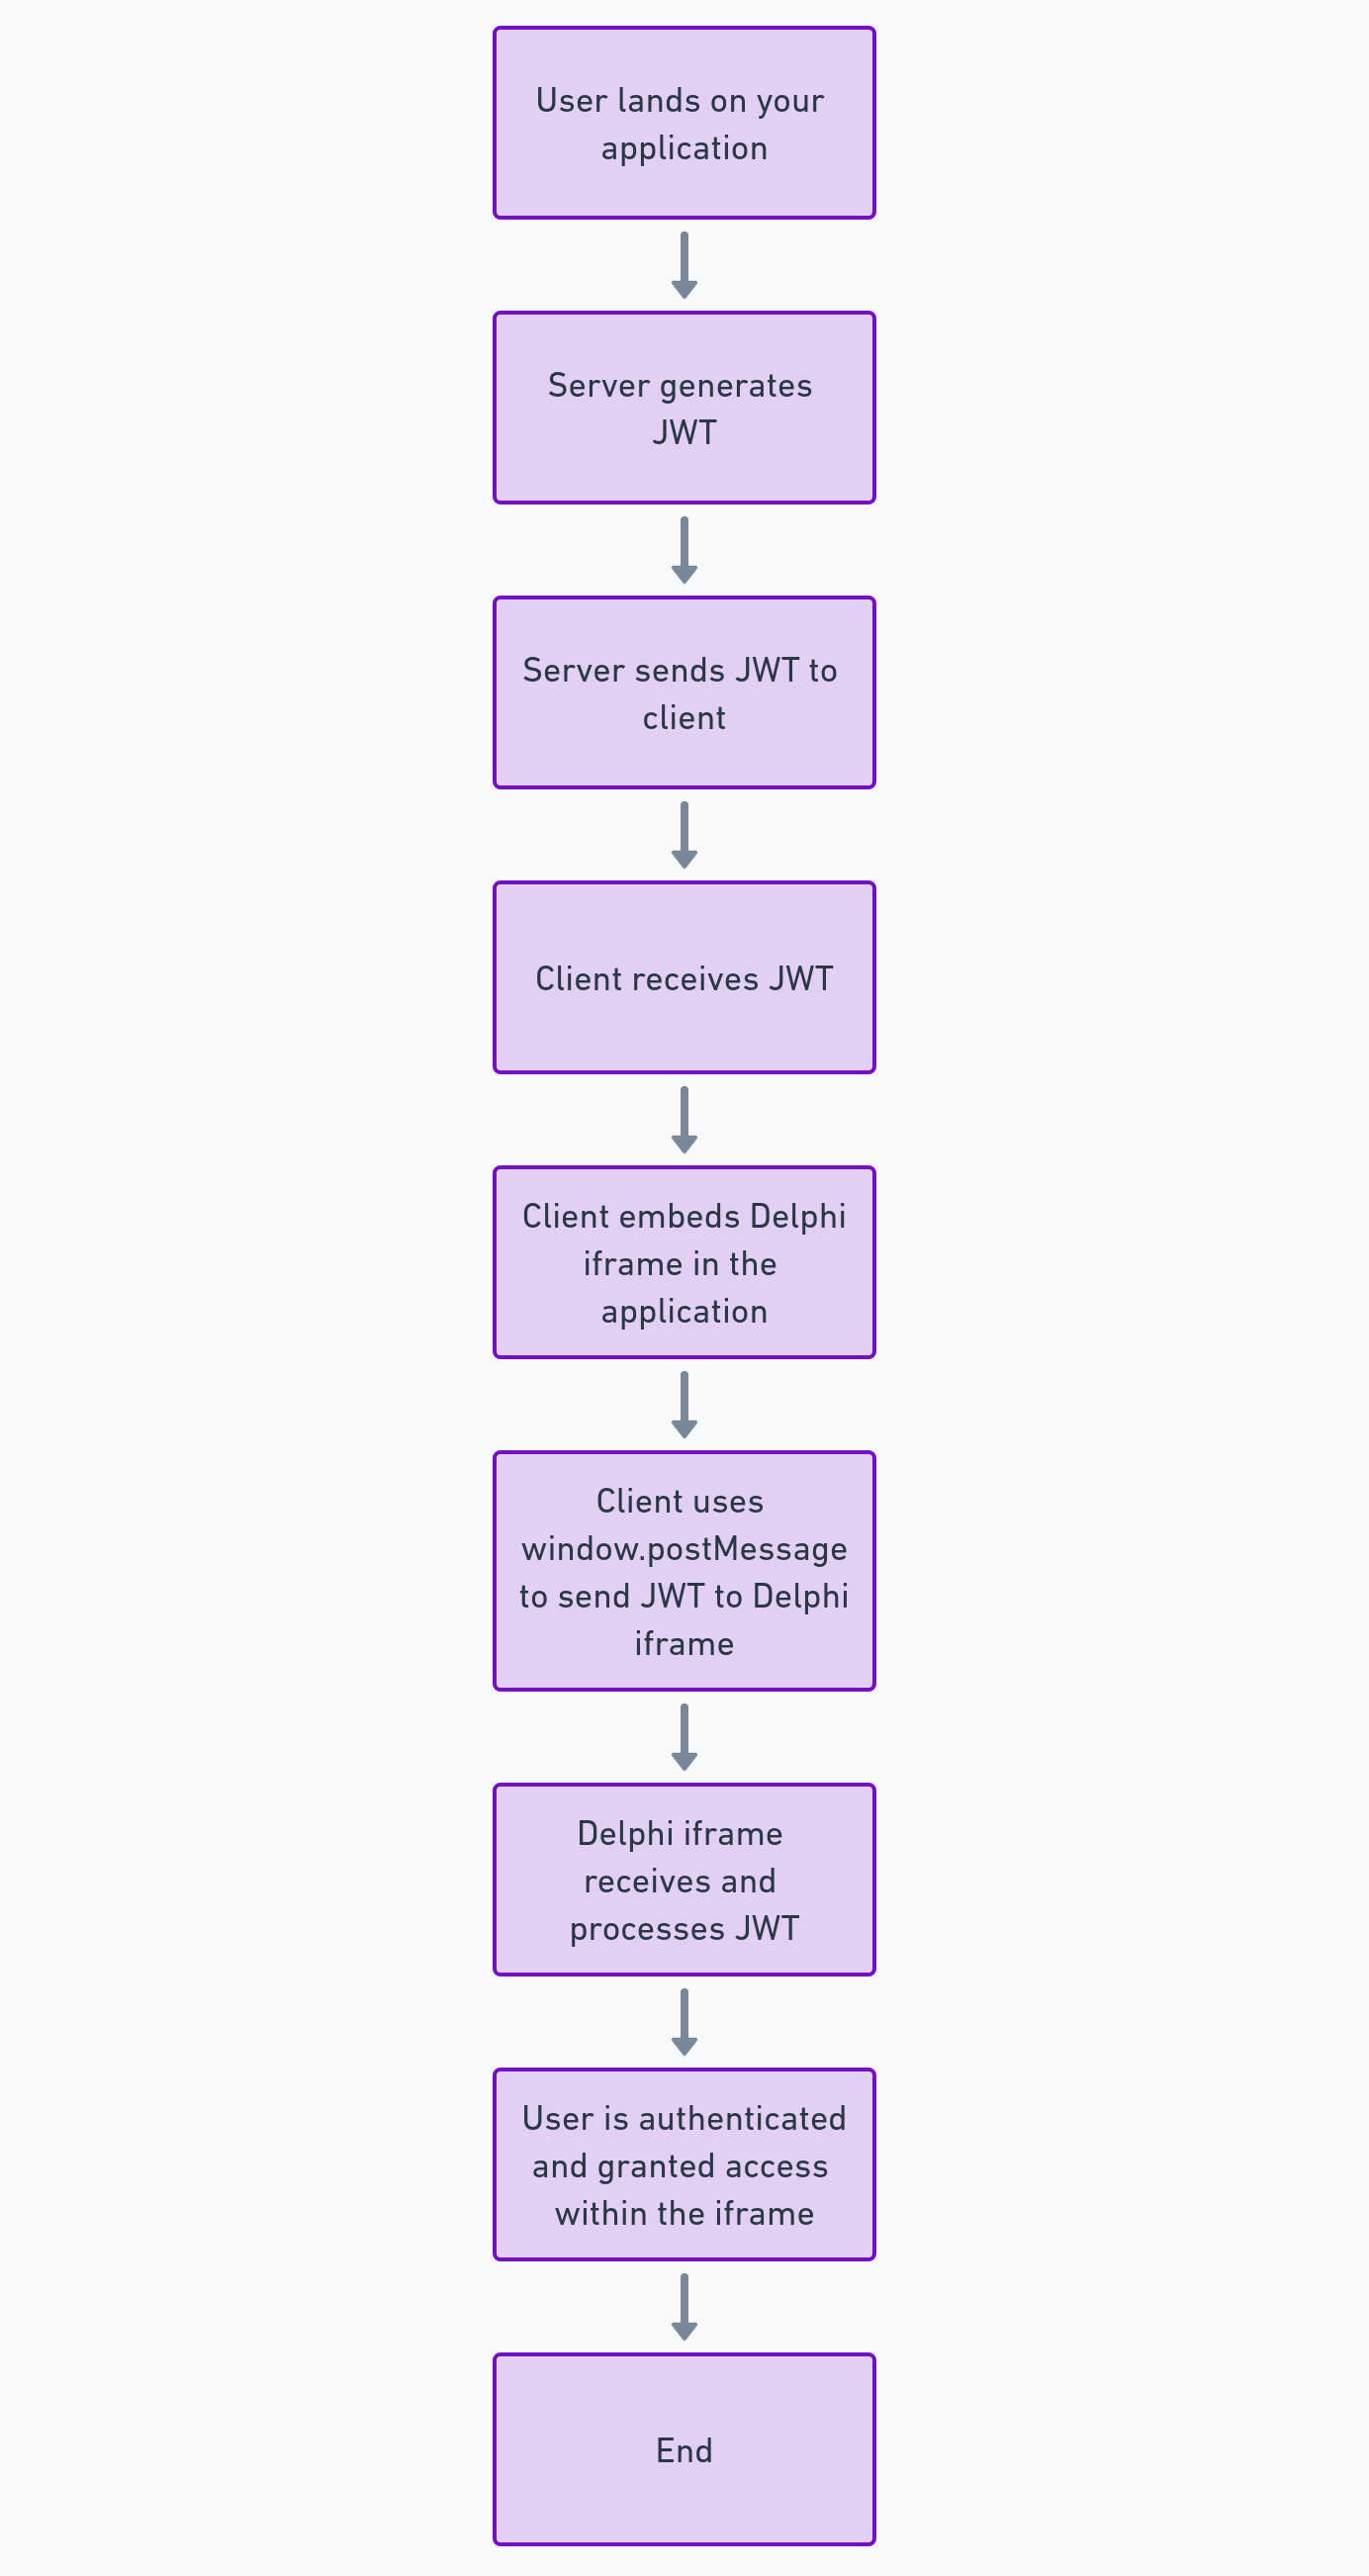 User lands on your
application
Server generates
JWT
Server sends JWT to
client
Client receives JWT
Client embeds Delphi
iframe in the
application
Client uses
window.postMessage
to send JWT to Delphi
iframe
Delphi iframe
receives and
processes JWT
User is authenticated
and granted access
within the iframe
End